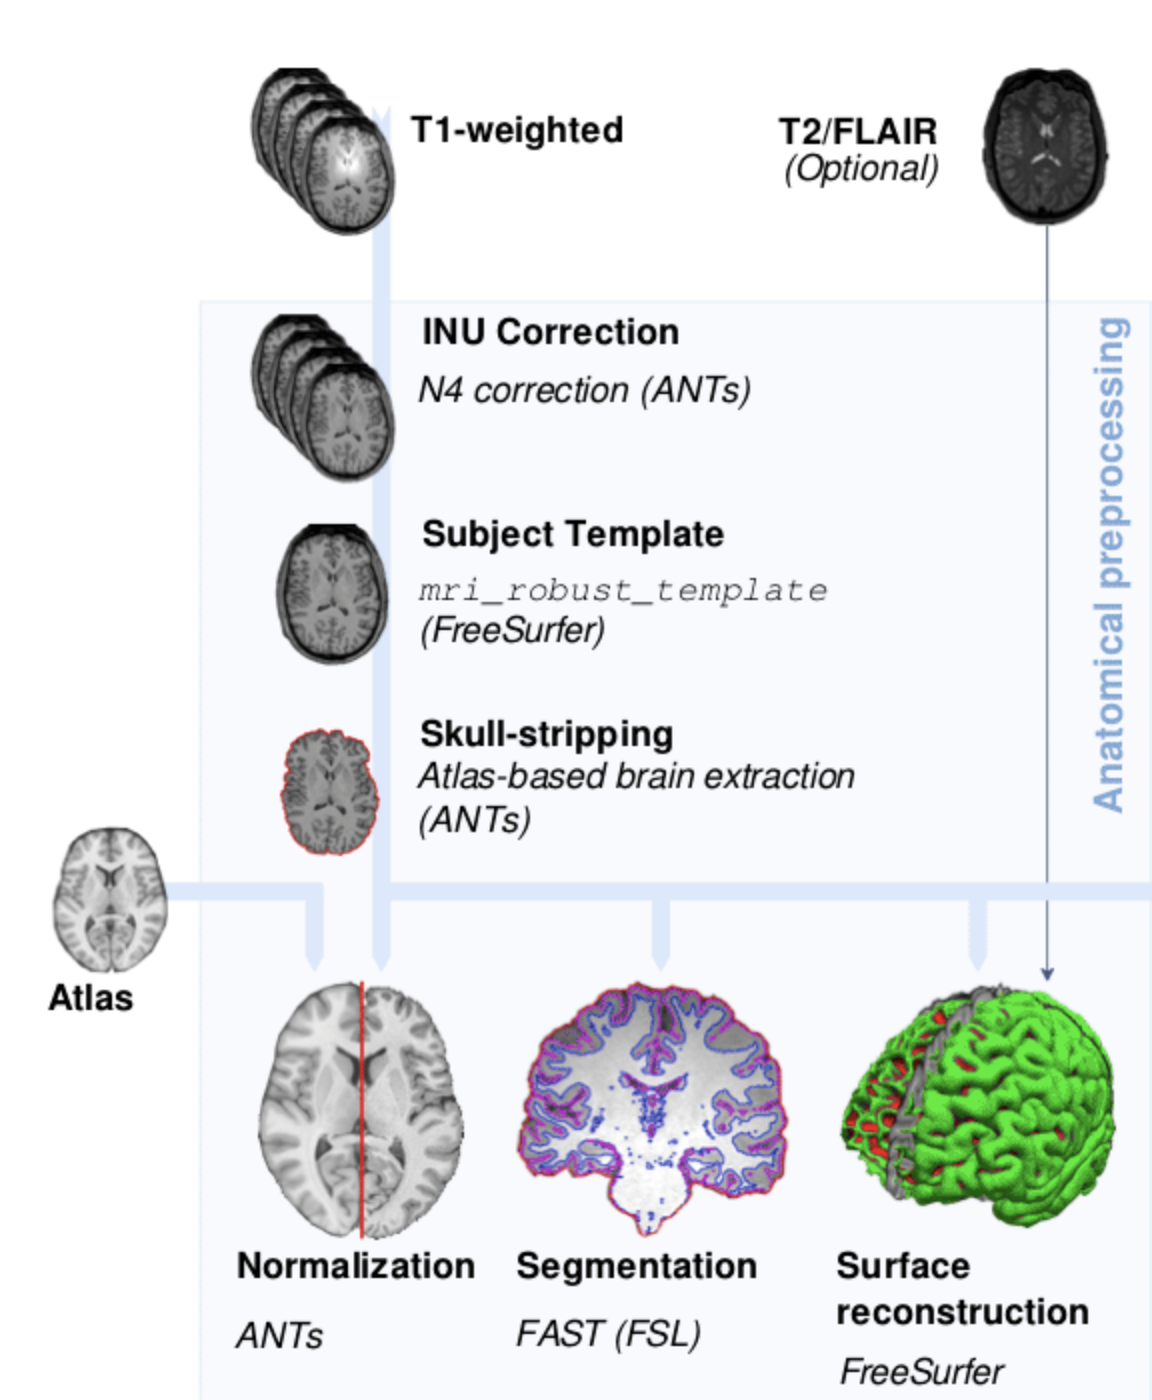 T1-weighted
T2/FLAIR
(Optional)
INU Correction
N4 correction (ANTs)
Subject Template
mri_robust_template
(FreeSurfer)
Skull-stripping
Atlas-based brain extraction
(ANTs)
Anatomical preprocessing
Atlas
Normalization
ANTs
Segmentation
FAST (FSL)
Surface
reconstruction
FreeSurfer